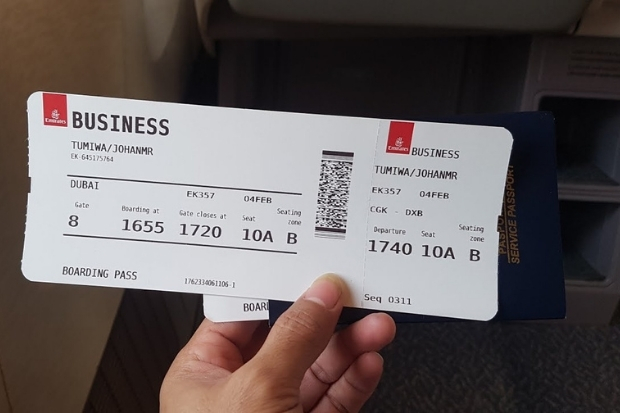 Emirates
BUSINESS
TUMIWA/JOHANMR
EK-645175764
DUBAI
EK357 04FEB
Gate Boarding at Gate closes at Seat Seating zone
8 1655 1720 10A B
BOARDING PASS
1762334061106-1
Emirates
BUSINESS
TUMIWA/JOHANMR
EK357 04FEB
CGK - DXB
Departure Seat Seating zone
1740 10A B
Seq 0311
BOARD
SERVICE PASSPORT